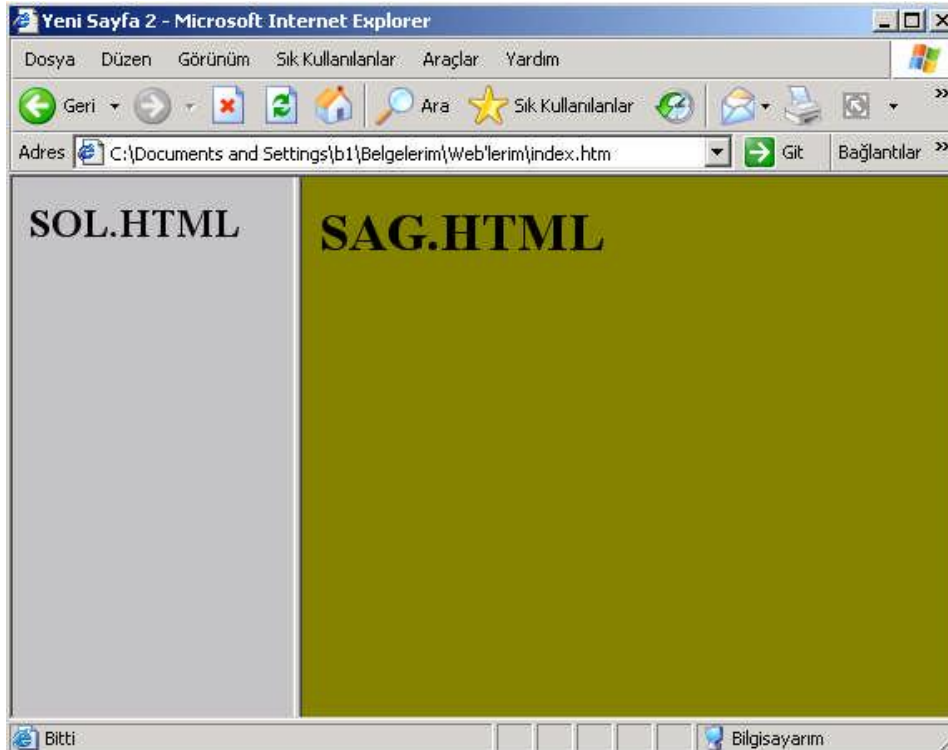 Yeni Sayfa 2 - Microsoft Internet Explorer
Dosya Düzen Görünüm Sık Kullanılanlar Araçlar Yardım
Geri Ara Sık Kullanılanlar »
Adres C:\Documents and Settings\b1\Belgelerim\Web'lerim\index.htm Git Bağlantılar »
SOL.HTML
SAG.HTML
Bitti Bilgisayarım